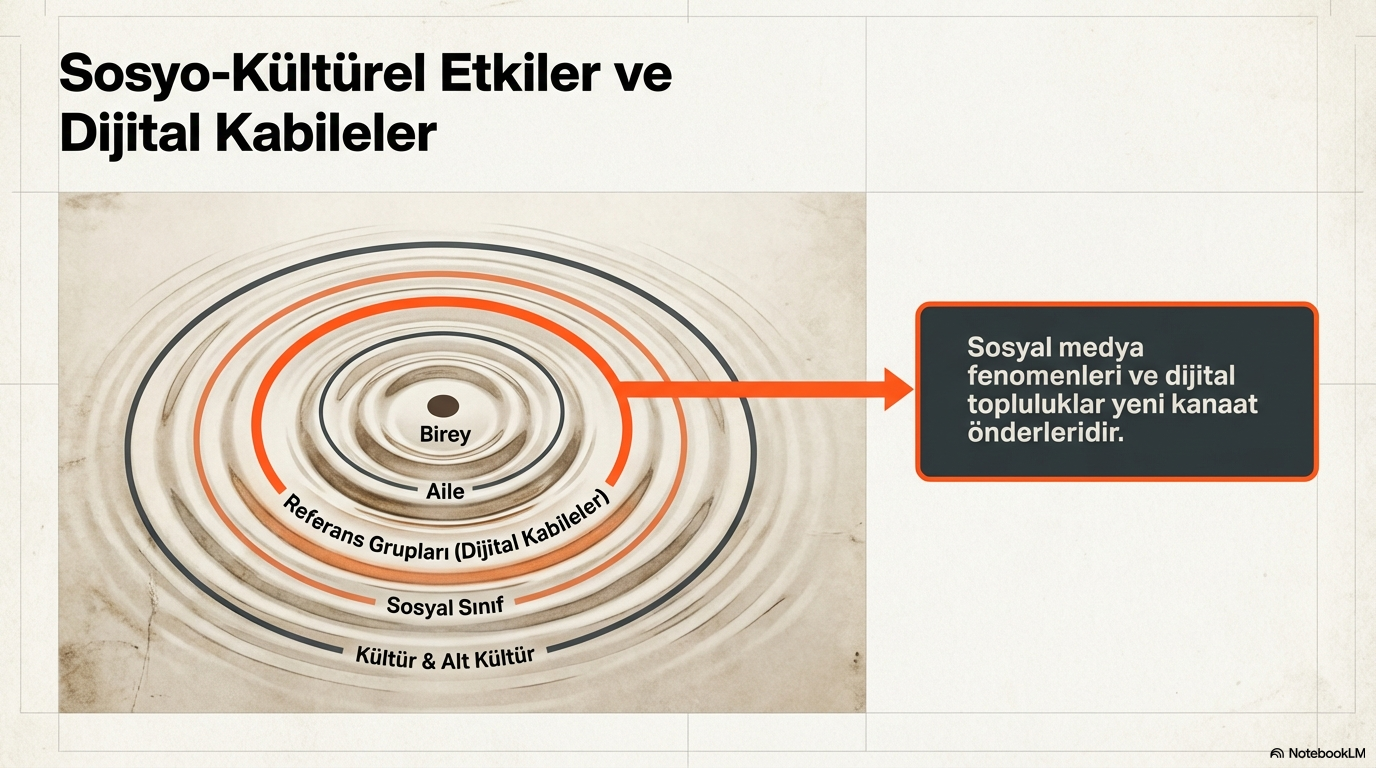 Sosyo-Kültürel Etkiler ve
Dijital Kabileler
Birey
Aile
Referans Grupları (Dijital Kabileler)
Sosyal Sınıf
Kültür & Alt Kültür
Sosyal medya
fenomenleri ve dijital
topluluklar yeni kanaat
önderleridir.
NotebookLM